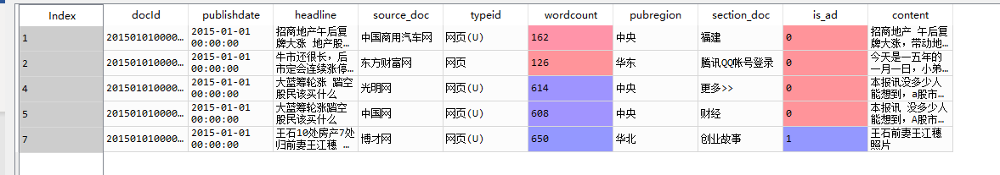 Index docId publishdate headline source_doc typeid wordcount pubregion section_doc is_ad content
1 201501010000… 2015-01-01 00:00:00 招商地产午后复牌大涨 地产股… 中国商用汽车网 网页(U) 162 中央 福建 0 招商地产 午后复牌大涨，带动地…
2 201501010000… 2015-01-01 00:00:00 牛市还很长，后市定会连续涨停… 东方财富网 网页 126 华东 腾讯QQ帐号登录 0 今天是一五年的一月一日，小弟…
4 201501010000… 2015-01-01 00:00:00 大蓝筹轮涨 踏空股民该买什么 光明网 网页(U) 614 中央 更多>> 0 本报讯没多少人能想到，a股市…
5 201501010000… 2015-01-01 00:00:00 大蓝筹轮涨踏空股民该买什么 中国网 网页(U) 608 中央 财经 0 本报讯 没多少人能想到，A股市…
7 201501010000… 2015-01-01 00:00:00 王石10处房产7处归前妻王江穗 … 博才网 网页(U) 650 华北 创业故事 1 王石前妻王江穗照片